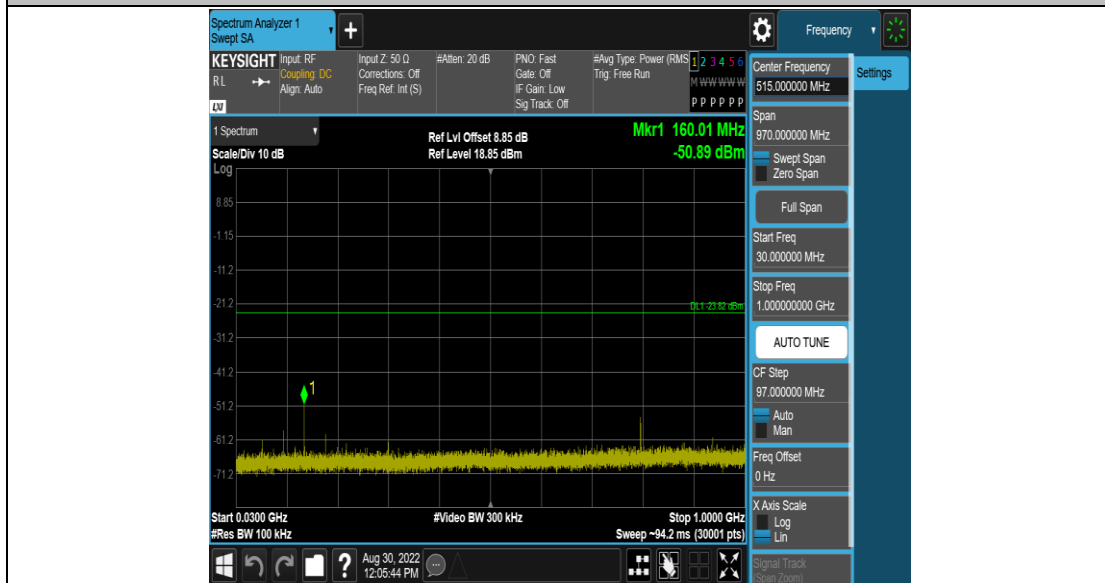 Spectrum Analyzer 1
Swept SA
+
Frequency
KEYSIGHT
RL
LXI
Input: RF
Coupling: DC
Align: Auto
Input Z: 50 Ω
Corrections: Off
Freq Ref: Int (S)
#Atten: 20 dB
PNO: Fast
Gate: Off
IF Gain: Low
Sig Track: Off
#Avg Type: Power (RMS
Trig: Free Run
1 2 3 4 5 6
M W W W W W
P P P P P P
1 Spectrum
Scale/Div 10 dB
Ref Lvl Offset 8.85 dB
Ref Level 18.85 dBm
Mkr1 160.01 MHz
-50.89 dBm
Log
8.85
-1.15
-11.2
-21.2
DL1 -23.82 dBm
-31.2
-41.2
1
-51.2
-61.2
-71.2
Start 0.0300 GHz
#Res BW 100 kHz
#Video BW 300 kHz
Stop 1.0000 GHz
Sweep ~94.2 ms (30001 pts)
?
Aug 30, 2022
12:05:44 PM
Center Frequency
515.000000 MHz
Settings
Span
970.000000 MHz
Swept Span
Zero Span
Full Span
Start Freq
30.000000 MHz
Stop Freq
1.000000000 GHz
AUTO TUNE
CF Step
97.000000 MHz
Auto
Man
Freq Offset
0 Hz
X Axis Scale
Log
Lin
Signal Track
(Span Zoom)